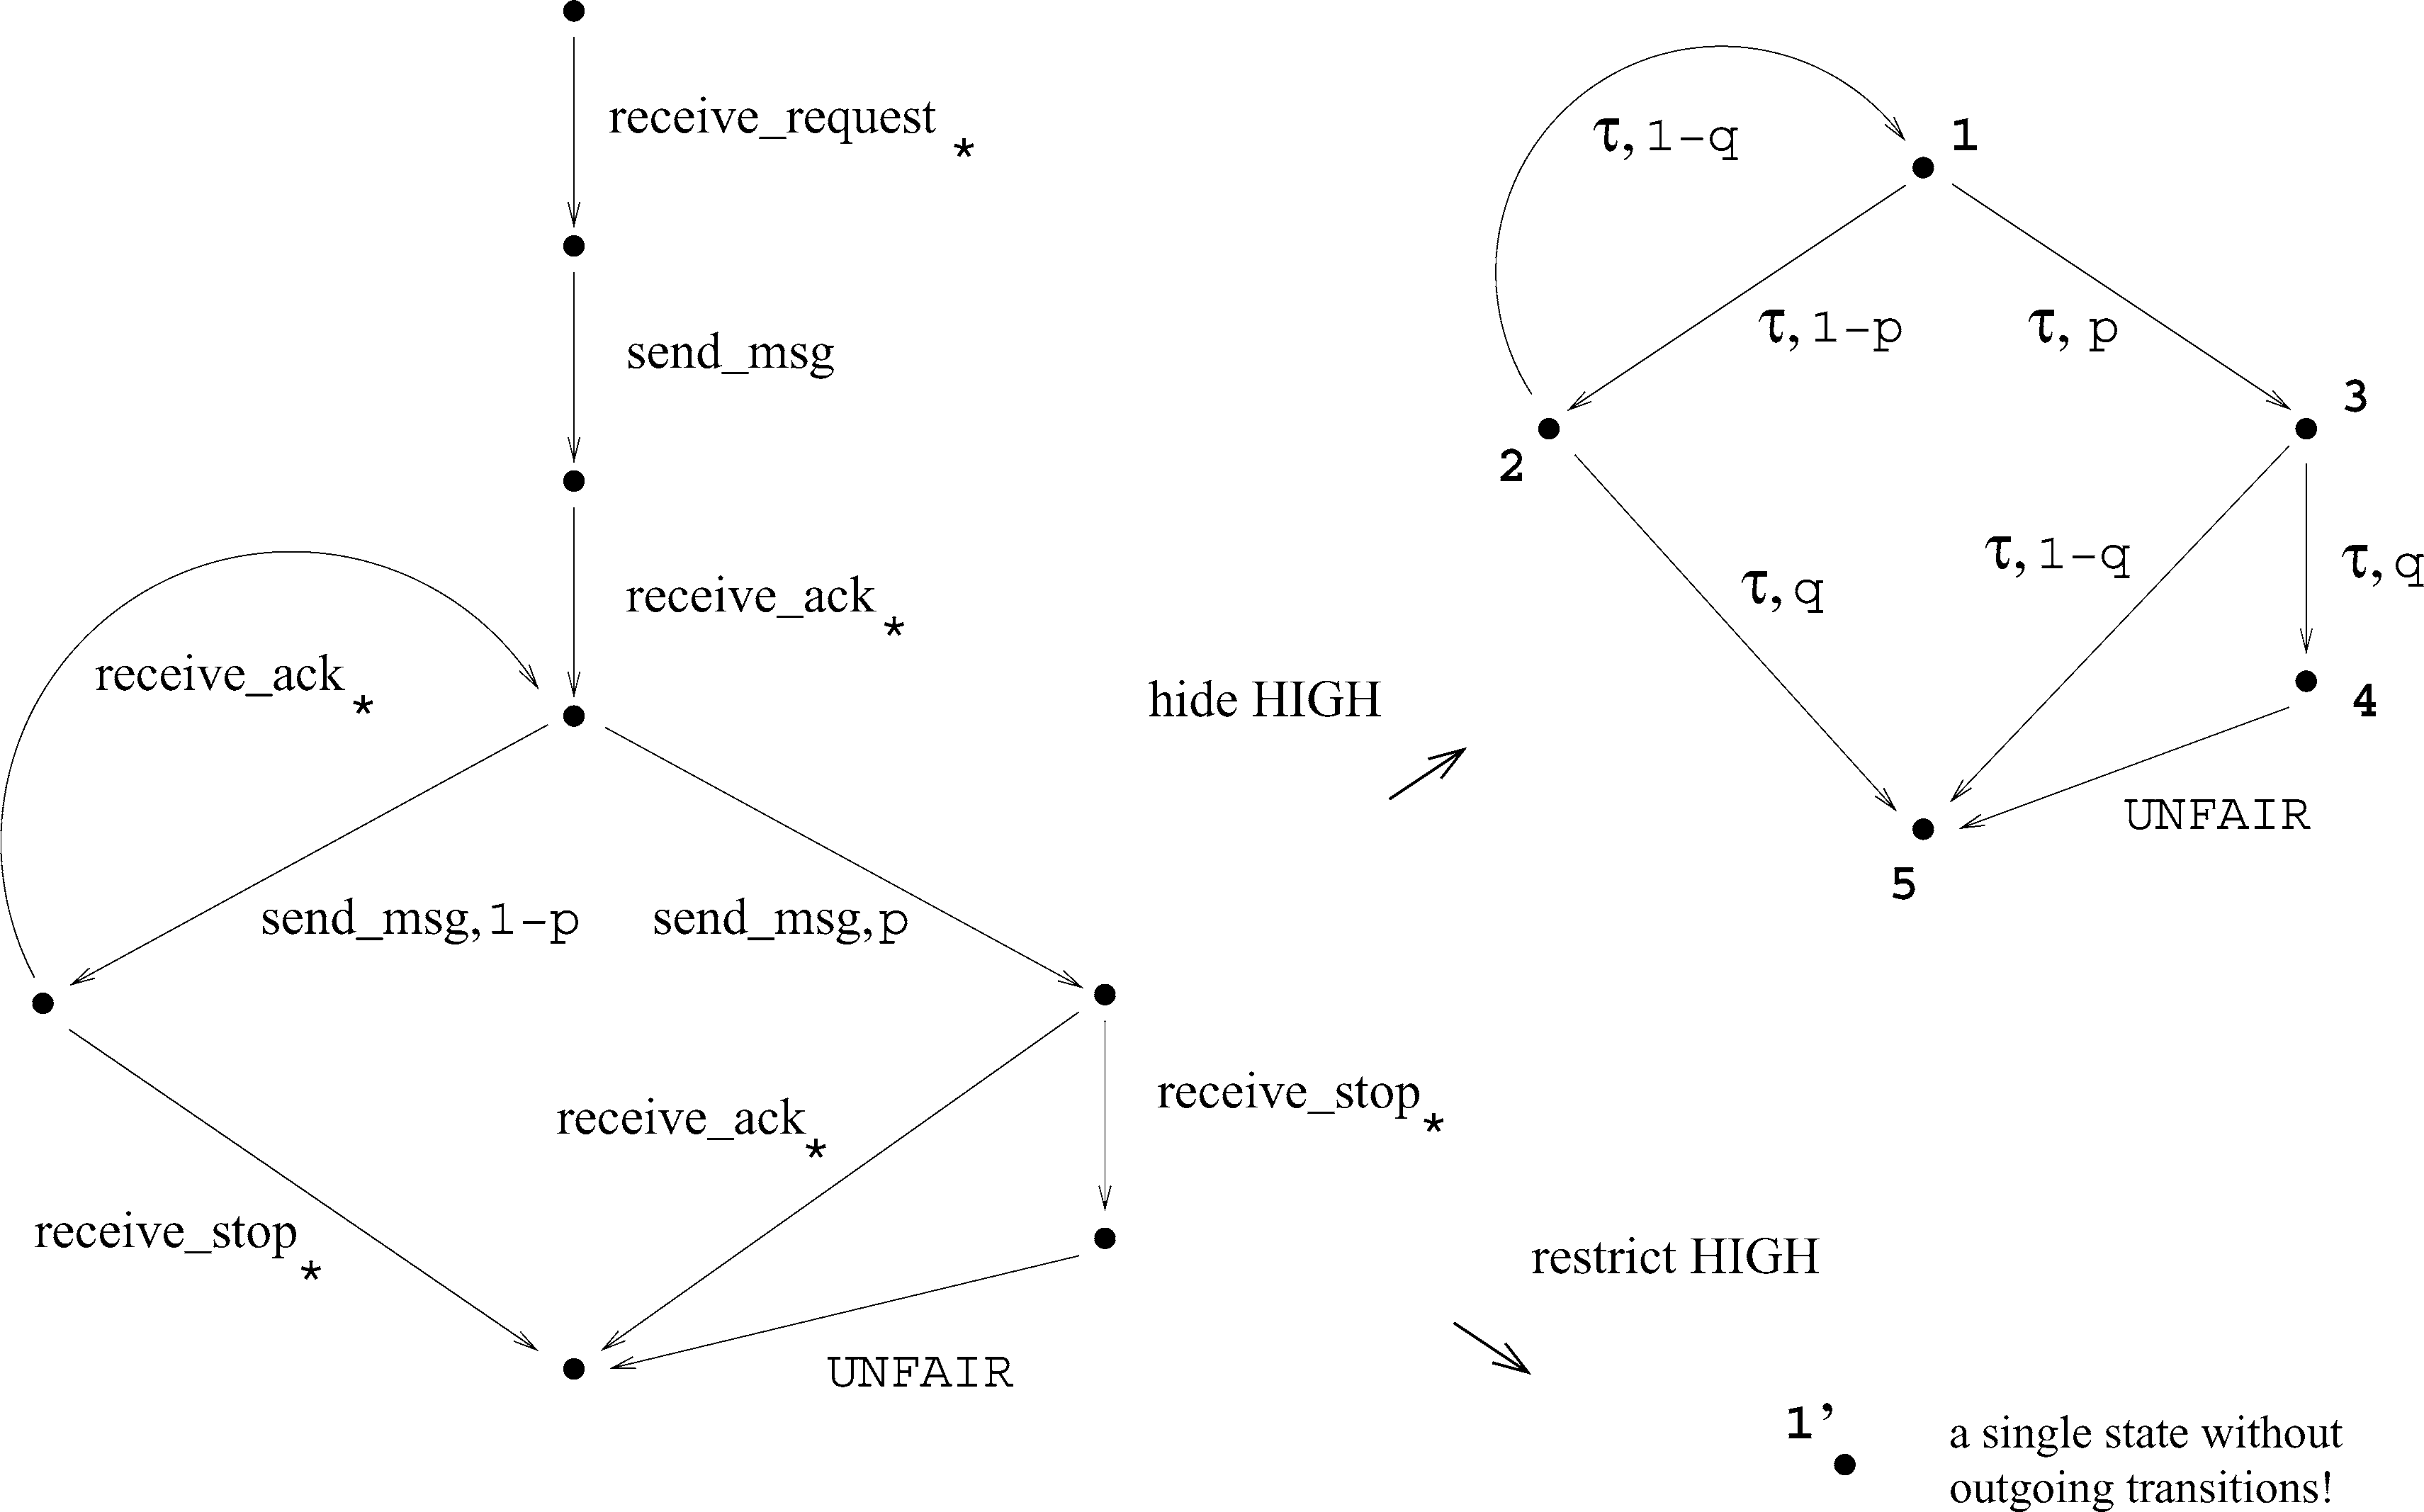 receive_request *
send_msg
receive_ack *
receive_ack *
send_msg, 1-p
send_msg, p
receive_ack *
receive_stop *
receive_stop *
UNFAIR
hide HIGH
τ, 1-q
1
τ, 1-p
τ, p
3
2
τ, q
τ, 1-q
τ, q
4
UNFAIR
5
restrict HIGH
1’
a single state without
outgoing transitions!